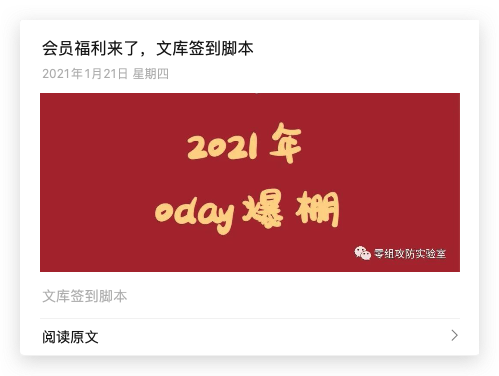 会员福利来了，文库签到脚本
2021年1月21日 星期四
2021年
oday爆棚
零组攻防实验室
文库签到脚本
阅读原文